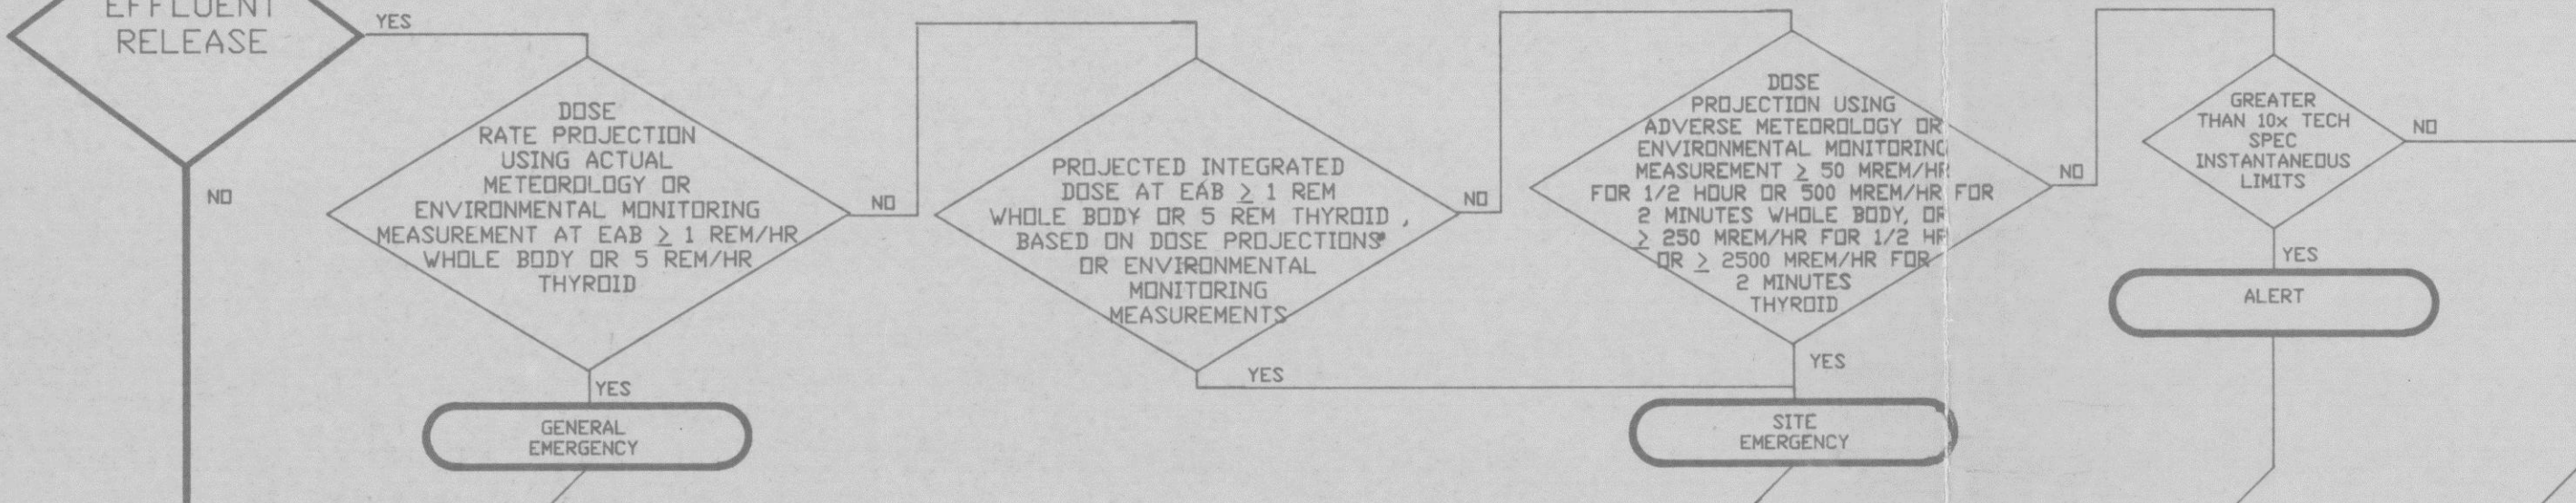 EFFLUENT
RELEASE
YES
NO
DOSE
RATE PROJECTION
USING ACTUAL
METEOROLOGY OR
ENVIRONMENTAL MONITORING
MEASUREMENT AT EAB ≥ 1 REM/HR
WHOLE BODY OR 5 REM/HR
THYROID
NO
YES
GENERAL
EMERGENCY
PROJECTED INTEGRATED
DOSE AT EAB ≥ 1 REM
WHOLE BODY OR 5 REM THYROID ,
BASED ON DOSE PROJECTIONS
OR ENVIRONMENTAL
MONITORING
MEASUREMENTS
NO
YES
DOSE
PROJECTION USING
ADVERSE METEOROLOGY OR
ENVIRONMENTAL MONITORING
MEASUREMENT ≥ 50 MREM/HR
FOR 1/2 HOUR OR 500 MREM/HR FOR
2 MINUTES WHOLE BODY, OR
≥ 250 MREM/HR FOR 1/2 HR
OR ≥ 2500 MREM/HR FOR
2 MINUTES
THYROID
NO
YES
SITE
EMERGENCY
GREATER
THAN 10x TECH
SPEC
INSTANTANEOUS
LIMITS
NO
YES
ALERT